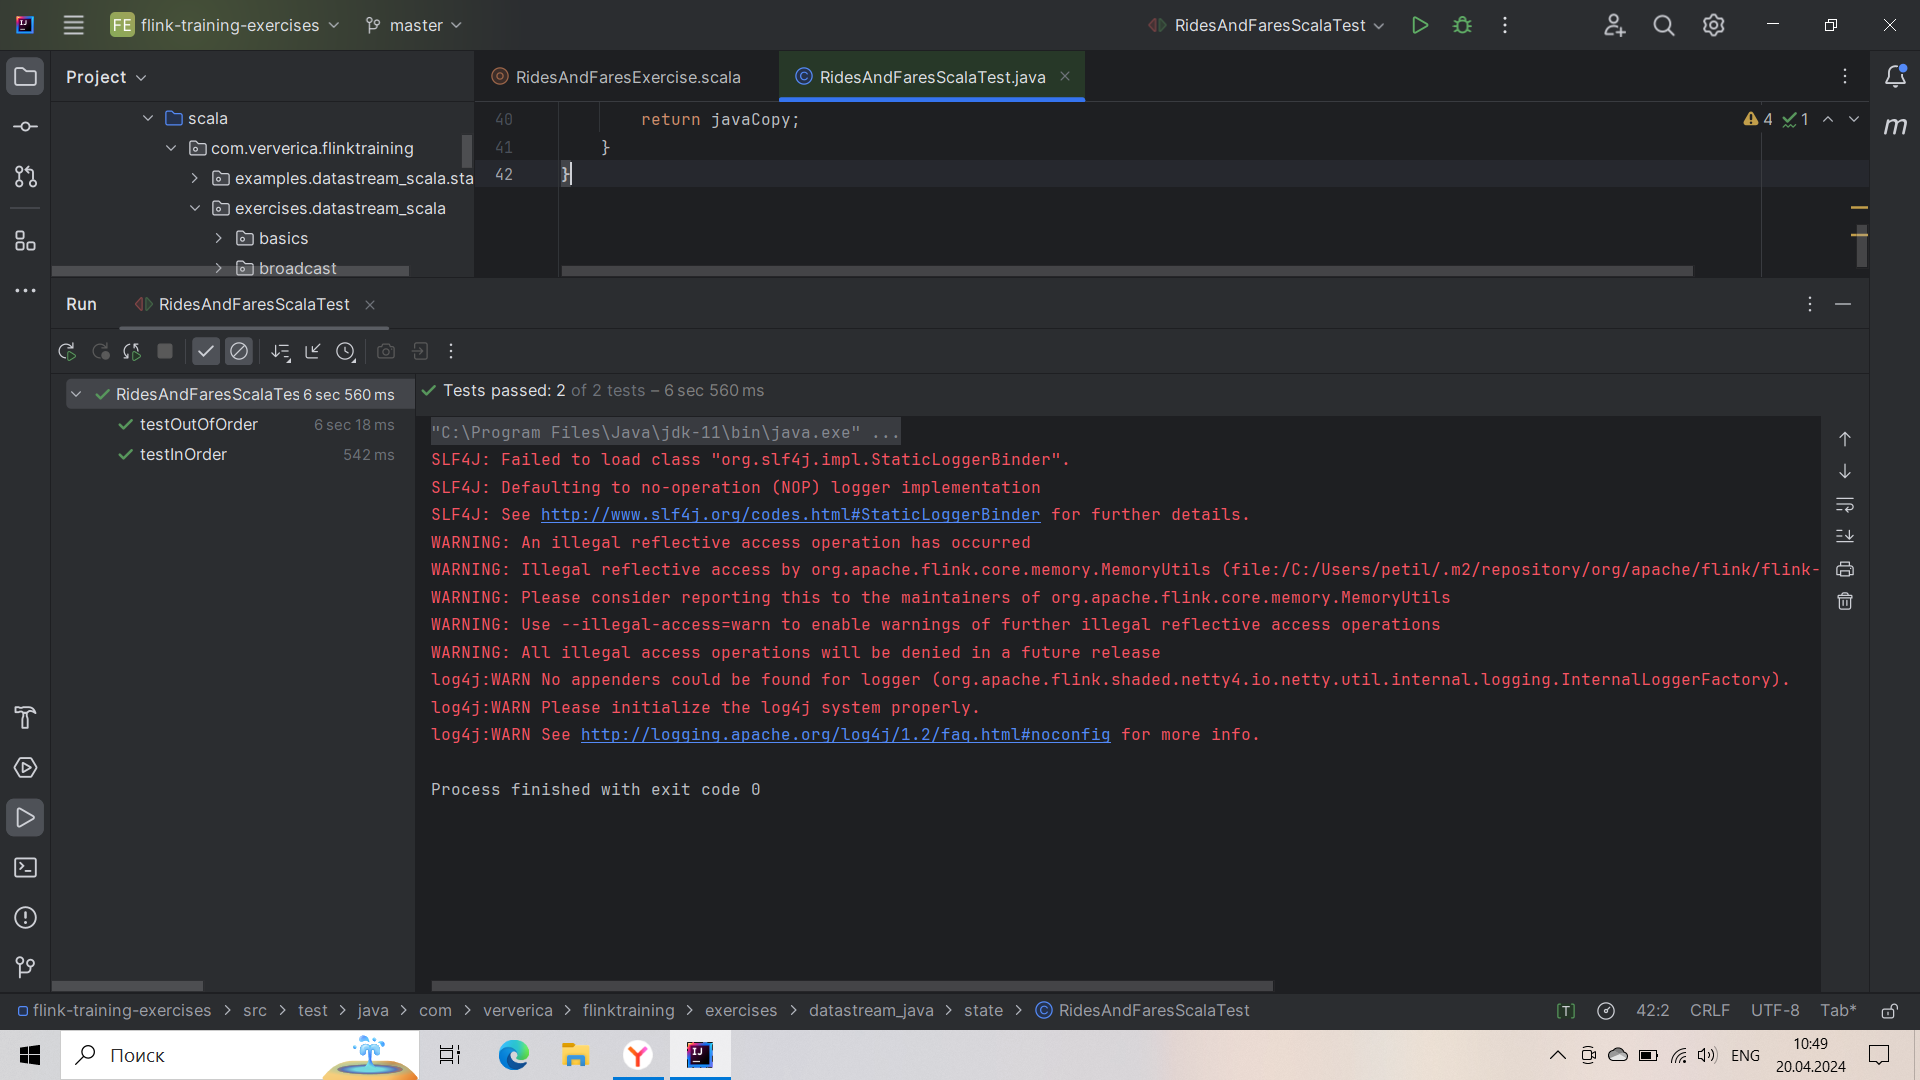 FE flink-training-exercises master RidesAndFaresScalaTest
Project
RidesAndFaresExercise.scala RidesAndFaresScalaTest.java
scala
com.ververica.flinktraining
examples.datastream_scala.sta
exercises.datastream_scala
basics
broadcast
40 return javaCopy;
41 }
42 }
4 1
m
Run RidesAndFaresScalaTest
RidesAndFaresScalaTes 6 sec 560 ms
testOutOfOrder 6 sec 18 ms
testInOrder 542 ms
Tests passed: 2 of 2 tests – 6 sec 560 ms
"C:\Program Files\Java\jdk-11\bin\java.exe" ...
SLF4J: Failed to load class "org.slf4j.impl.StaticLoggerBinder".
SLF4J: Defaulting to no-operation (NOP) logger implementation
SLF4J: See http://www.slf4j.org/codes.html#StaticLoggerBinder for further details.
WARNING: An illegal reflective access operation has occurred
WARNING: Illegal reflective access by org.apache.flink.core.memory.MemoryUtils (file:/C:/Users/petil/.m2/repository/org/apache/flink/flink-
WARNING: Please consider reporting this to the maintainers of org.apache.flink.core.memory.MemoryUtils
WARNING: Use --illegal-access=warn to enable warnings of further illegal reflective access operations
WARNING: All illegal access operations will be denied in a future release
log4j:WARN No appenders could be found for logger (org.apache.flink.shaded.netty4.io.netty.util.internal.logging.InternalLoggerFactory).
log4j:WARN Please initialize the log4j system properly.
log4j:WARN See http://logging.apache.org/log4j/1.2/faq.html#noconfig for more info.
Process finished with exit code 0
flink-training-exercises > src > test > java > com > ververica > flinktraining > exercises > datastream_java > state > RidesAndFaresScalaTest
[T] 42:2 CRLF UTF-8 Tab*
Поиск
ENG
10:49
20.04.2024